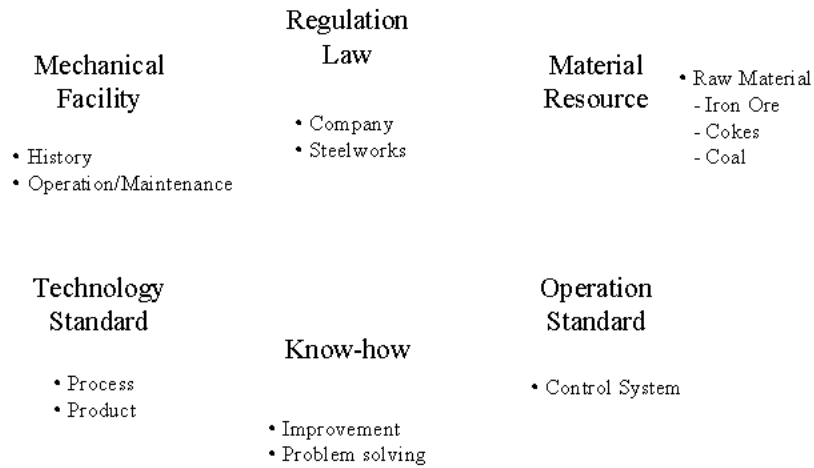 Regulation
Law
• Company
• Steelworks
Mechanical
Facility
• History
• Operation/Maintenance
Material
Resource
• Raw Material
- Iron Ore
- Cokes
- Coal
Technology
Standard
• Process
• Product
Know-how
• Improvement
• Problem solving
Operation
Standard
• Control System